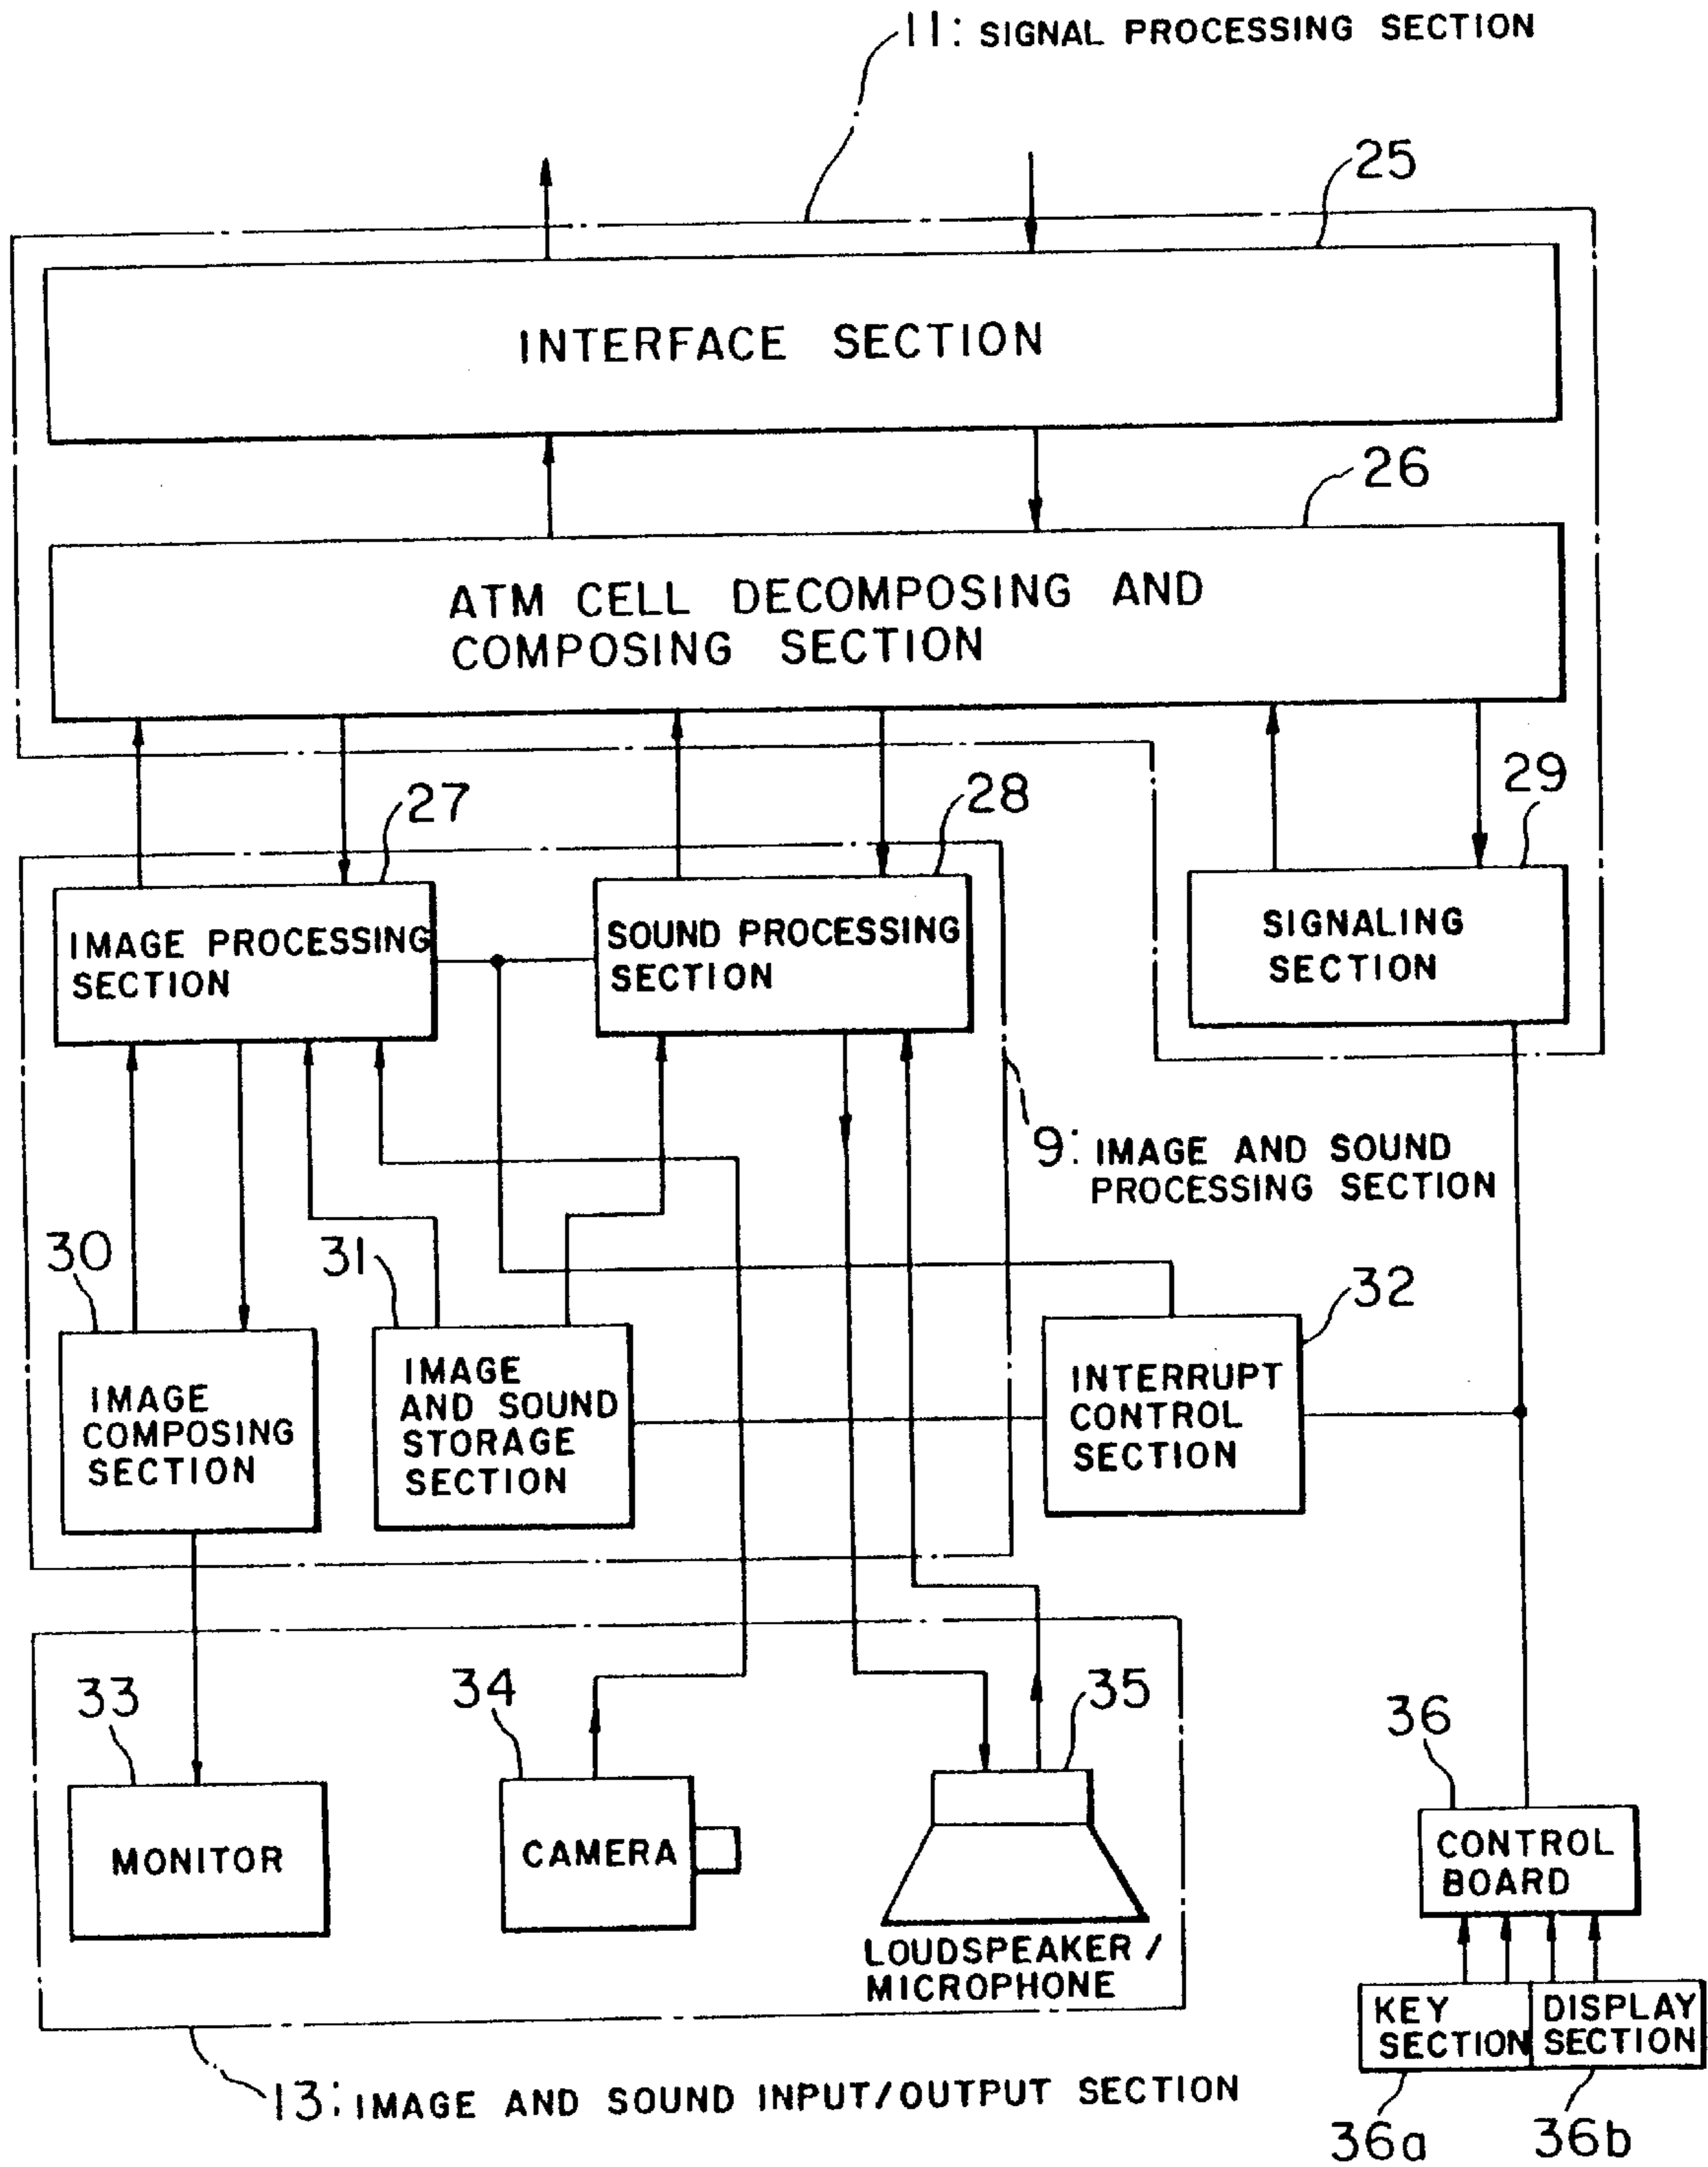 11: SIGNAL PROCESSING SECTION
25
INTERFACE SECTION
26
ATM CELL DECOMPOSING AND
COMPOSING SECTION
27
28
29
IMAGE PROCESSING
SECTION
SOUND PROCESSING
SECTION
SIGNALING
SECTION
9: IMAGE AND SOUND
PROCESSING SECTION
30
31
32
IMAGE
COMPOSING
SECTION
IMAGE
AND SOUND
STORAGE
SECTION
INTERRUPT
CONTROL
SECTION
33
34
35
36
MONITOR
CAMERA
LOUDSPEAKER /
MICROPHONE
CONTROL
BOARD
KEY
SECTION
DISPLAY
SECTION
13: IMAGE AND SOUND INPUT/OUTPUT SECTION
36a
36b